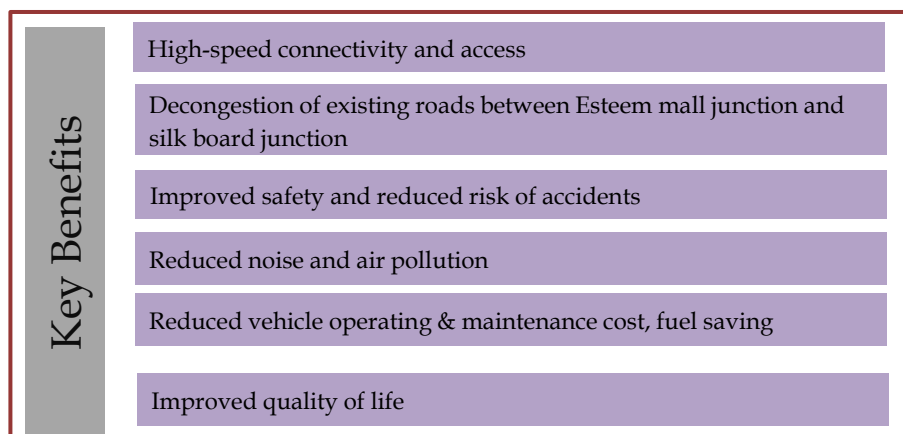 Key Benefits
High-speed connectivity and access
Decongestion of existing roads between Esteem mall junction and
silk board junction
Improved safety and reduced risk of accidents
Reduced noise and air pollution
Reduced vehicle operating & maintenance cost, fuel saving
Improved quality of life